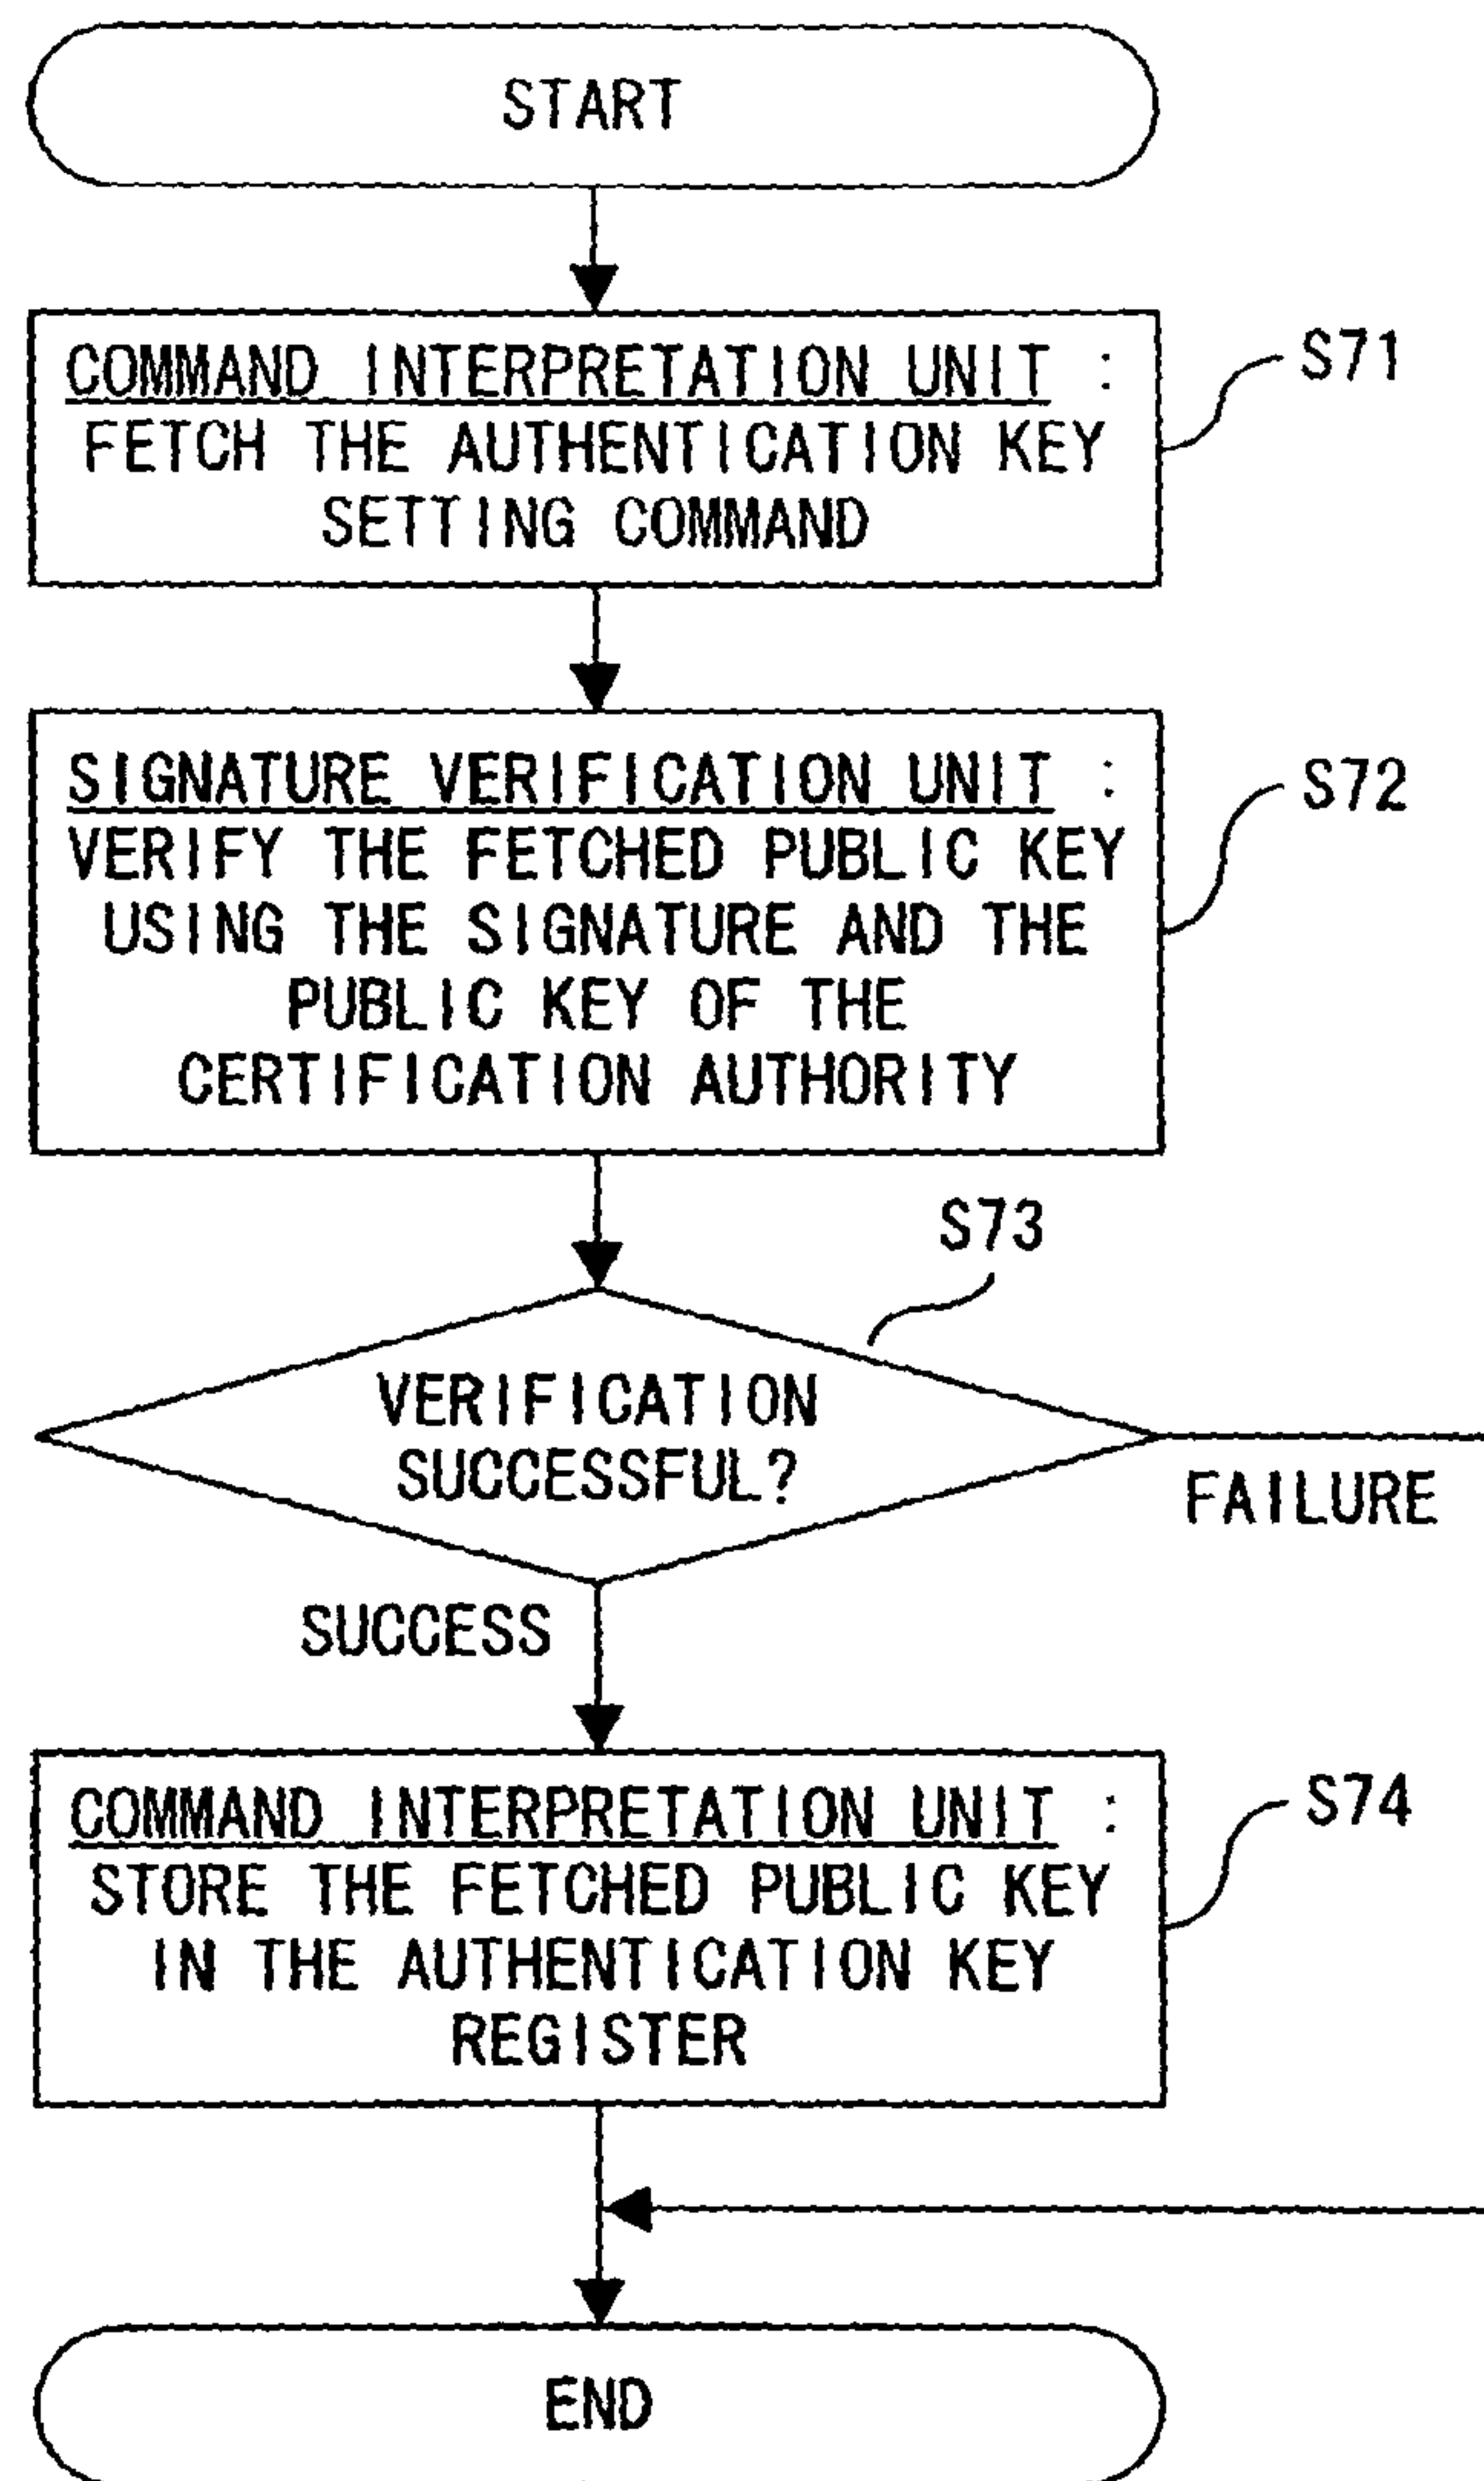 START
COMMAND INTERPRETATION UNIT :
FETCH THE AUTHENTICATION KEY
SETTING COMMAND
S71
SIGNATURE VERIFICATION UNIT :
VERIFY THE FETCHED PUBLIC KEY
USING THE SIGNATURE AND THE
PUBLIC KEY OF THE
CERTIFICATION AUTHORITY
S72
S73
VERIFICATION
SUCCESSFUL?
FAILURE
SUCCESS
COMMAND INTERPRETATION UNIT :
STORE THE FETCHED PUBLIC KEY
IN THE AUTHENTICATION KEY
REGISTER
S74
END